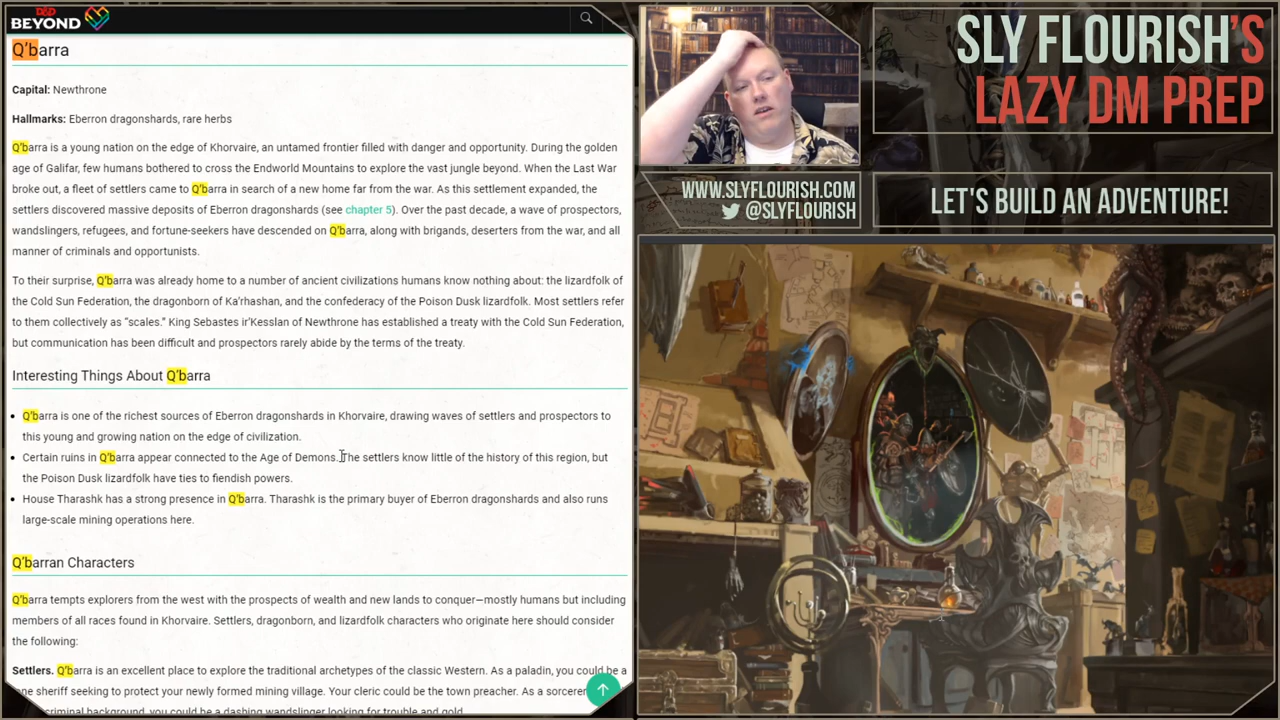 D&D
BEYOND
Q'barra
Capital: Newthrone
Hallmarks: Eberron dragonshards, rare herbs
Q'barra is a young nation on the edge of Khorvaire, an untamed frontier filled with danger and opportunity. During the golden
age of Galifar, few humans bothered to cross the Endworld Mountains to explore the vast jungle beyond. When the Last War
broke out, a fleet of settlers came to Q'barra in search of a new home far from the war. As this settlement expanded, the
settlers discovered massive deposits of Eberron dragonshards (see chapter 5). Over the past decade, a wave of prospectors,
wandslingers, refugees, and fortune-seekers have descended on Q'barra, along with brigands, deserters from the war, and all
manner of criminals and opportunists.
To their surprise, Q'barra was already home to a number of ancient civilizations humans know nothing about: the lizardfolk of
the Cold Sun Federation, the dragonborn of Ka'rhashan, and the confederacy of the Poison Dusk lizardfolk. Most settlers refer
to them collectively as “scales.” King Sebastes ir'Kesslan of Newthrone has established a treaty with the Cold Sun Federation,
but communication has been difficult and prospectors rarely abide by the terms of the treaty.
Interesting Things About Q'barra
• Q'barra is one of the richest sources of Eberron dragonshards in Khorvaire, drawing waves of settlers and prospectors to
this young and growing nation on the edge of civilization.
• Certain ruins in Q'barra appear connected to the Age of Demons. The settlers know little of the history of this region, but
the Poison Dusk lizardfolk have ties to fiendish powers.
• House Tharashk has a strong presence in Q'barra. Tharashk is the primary buyer of Eberron dragonshards and also runs
large-scale mining operations here.
Q'barran Characters
Q'barra tempts explorers from the west with the prospects of wealth and new lands to conquer—mostly humans but including
members of all races found in Khorvaire. Settlers, dragonborn, and lizardfolk characters who originate here should consider
the following:
Settlers. Q'barra is an excellent place to explore the traditional archetypes of the classic Western. As a paladin, you could be a
sheriff seeking to protect your newly formed mining village. Your cleric could be the town preacher. As a sorcerer
criminal background, you could be a dashing wandslinger looking for trouble and gold.
SLY FLOURISH'S
LAZY DM PREP
WWW.SLYFLOURISH.COM
@SLYFLOURISH
LET'S BUILD AN ADVENTURE!